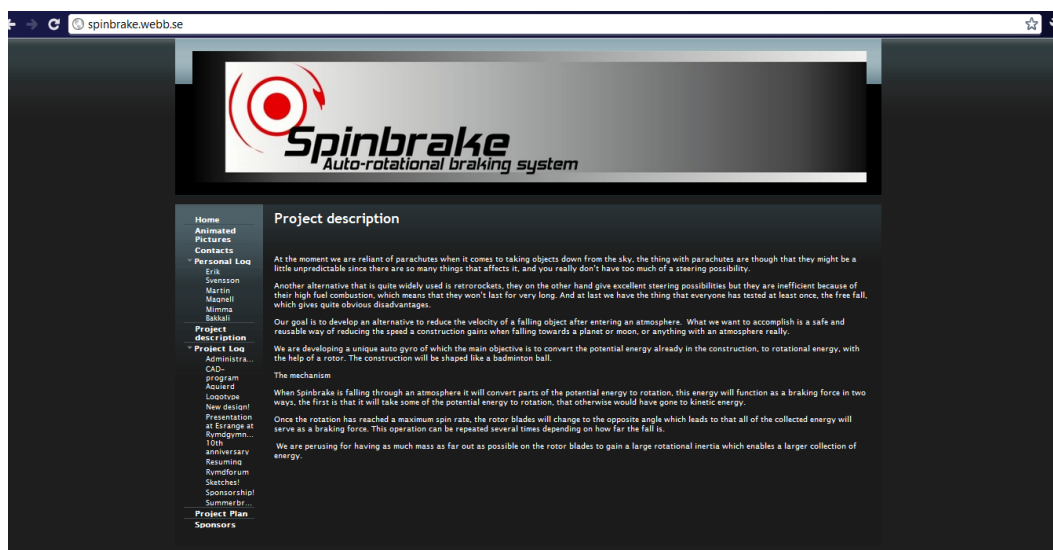 spinbrake.webb.se
Spinbrake
Auto-rotational braking system
Home
Animated
Pictures
Contacts
Personal Log
Erik
Svensson
Martin
Magnell
Mimma
Bakkali
Project
description
Project Log
Administra...
CAD-
program
Aquierd
Logotype
New design!
Presentation
at Esrange at
Rymdgymn...
10th
anniversary
Resuming
Rymdforum
Sketches!
Sponsorship!
Summerbr...
Project Plan
Sponsors
Project description
At the moment we are reliant of parachutes when it comes to taking objects down from the sky, the thing with parachutes are though that they might be a
little unpredictable since there are so many things that affects it, and you really don't have too much of a steering possibility.
Another alternative that is quite widely used is retrorockets, they on the other hand give excellent steering possibilities but they are inefficient because of
their high fuel combustion, which means that they won't last for very long. And at last we have the thing that everyone has tested at least once, the free fall,
which gives quite obvious disadvantages.
Our goal is to develop an alternative to reduce the velocity of a falling object after entering an atmosphere. What we want to accomplish is a safe and
reusable way of reducing the speed a construction gains when falling towards a planet or moon, or anything with an atmosphere really.
We are developing a unique auto gyro of which the main objective is to convert the potential energy already in the construction, to rotational energy, with
the help of a rotor. The construction will be shaped like a badminton ball.
The mechanism
When Spinbrake is falling through an atmosphere it will convert parts of the potential energy to rotation, this energy will function as a braking force in two
ways, the first is that it will take some of the potential energy to rotation, that otherwise would have gone to kinetic energy.
Once the rotation has reached a maximum spin rate, the rotor blades will change to the opposite angle which leads to that all of the collected energy will
serve as a braking force. This operation can be repeated several times depending on how far the fall is.
We are perusing for having as much mass as far out as possible on the rotor blades to gain a large rotational inertia which enables a larger collection of
energy.